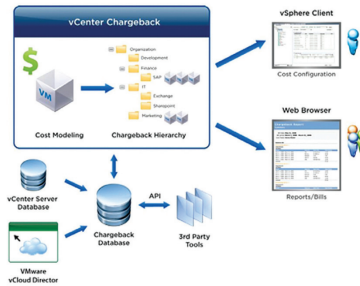 vCenter Chargeback
Organization
Development
Finance
SAP
IT
Exchange
Sharepoint
Marketing
VM
Cost Modeling
Chargeback Hierarchy
vSphere Client
Cost Configuration
Web Browser
Reports/Bills
vCenter Server
Database
API
Chargeback
Database
3rd Party
Tools
VMware
vCloud Director